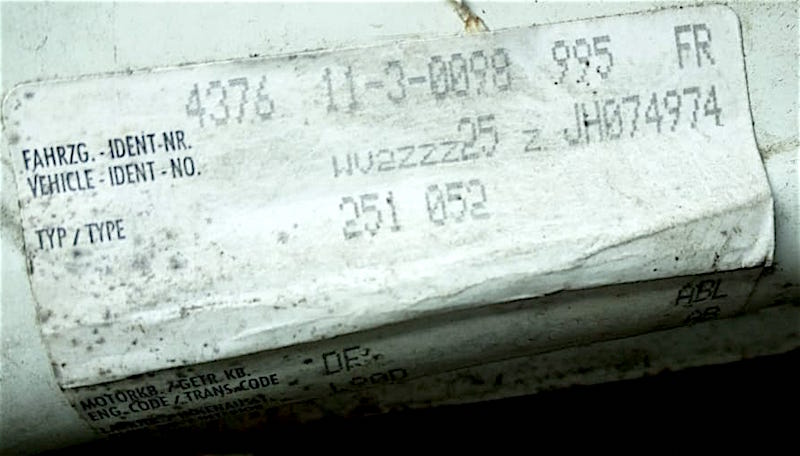 4376 11-3-0098 995 FR
FAHRZG.-IDENT-NR.
VEHICLE-IDENT-NO. WV2ZZZ25 Z JH074974
TYP/TYPE 251 052
ABL
MOTORKB./GETR.KB.
ENG.CODE/TRANS.CODE